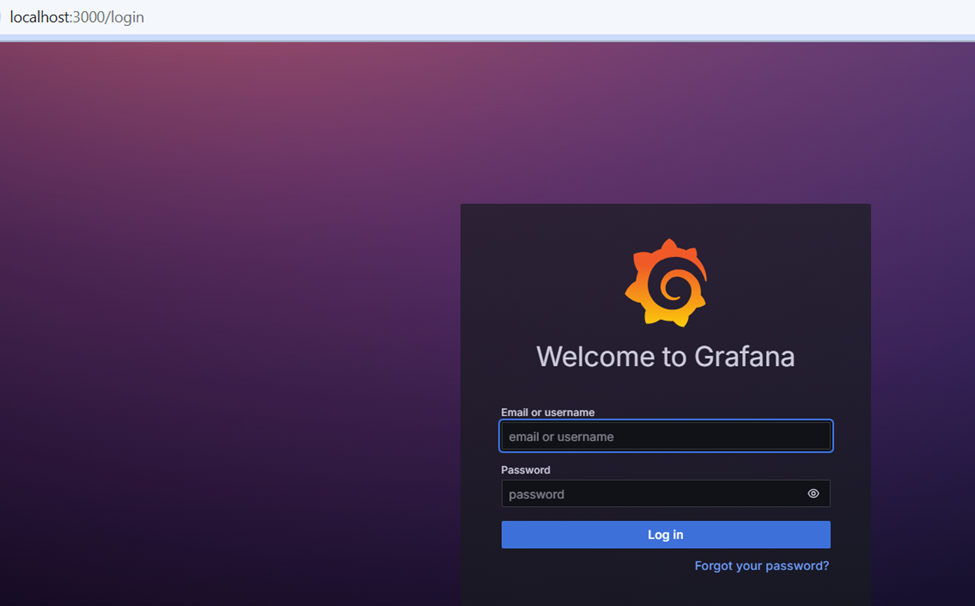 localhost:3000/login
Welcome to Grafana
Email or username
email or username
Password
password
Log in
Forgot your password?